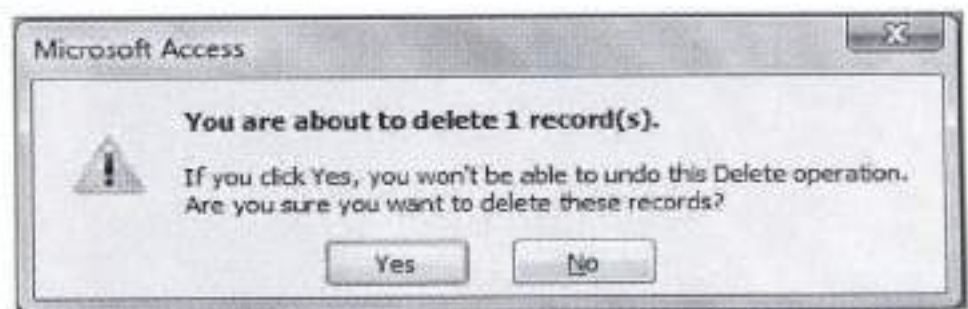 Microsoft Access
You are about to delete 1 record(s).
If you click Yes, you won't be able to undo this Delete operation.
Are you sure you want to delete these records?
Yes
No